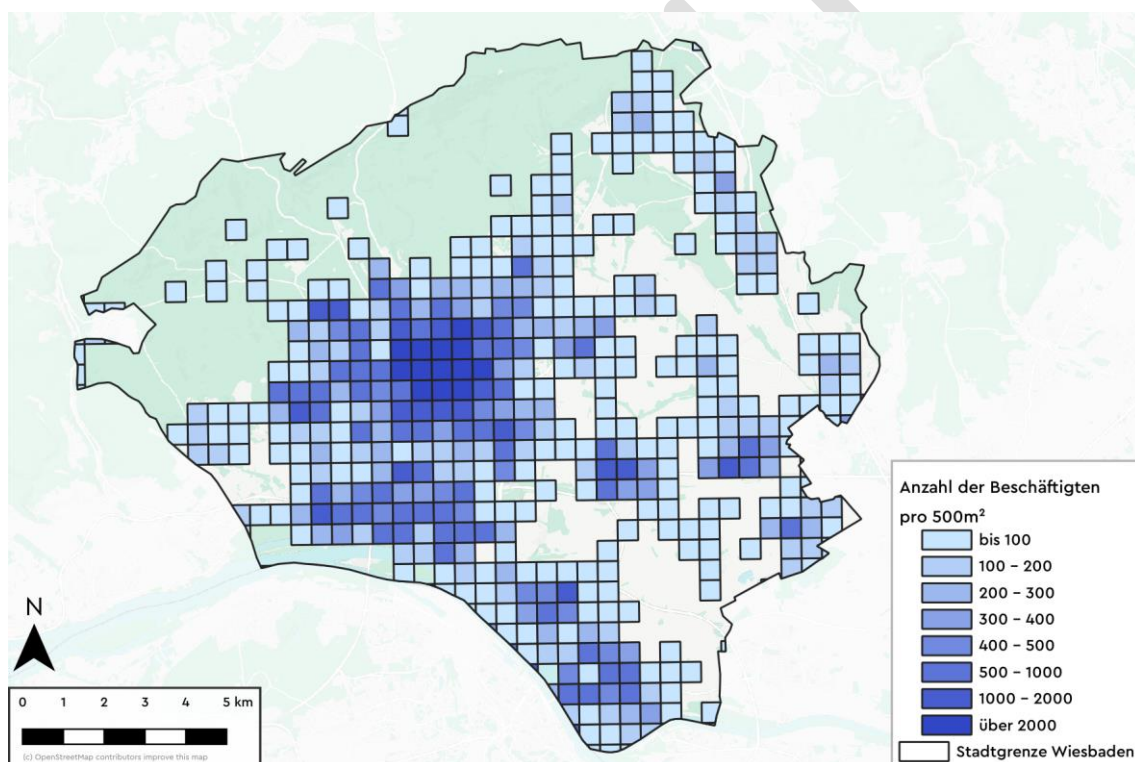 Anzahl der Beschäftigten
pro 500m²
bis 100
100 – 200
200 – 300
300 – 400
400 – 500
500 – 1000
1000 – 2000
über 2000
Stadtgrenze Wiesbaden
N
0 1 2 3 4 5 km
(c) OpenStreetMap contributors improve this map